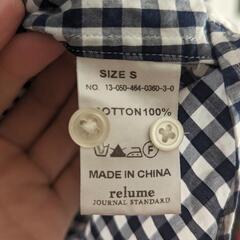 SIZE S
NO. 13-050-464-0360-3-0
COTTON100%
MADE IN CHINA
relume
JOURNAL STANDARD